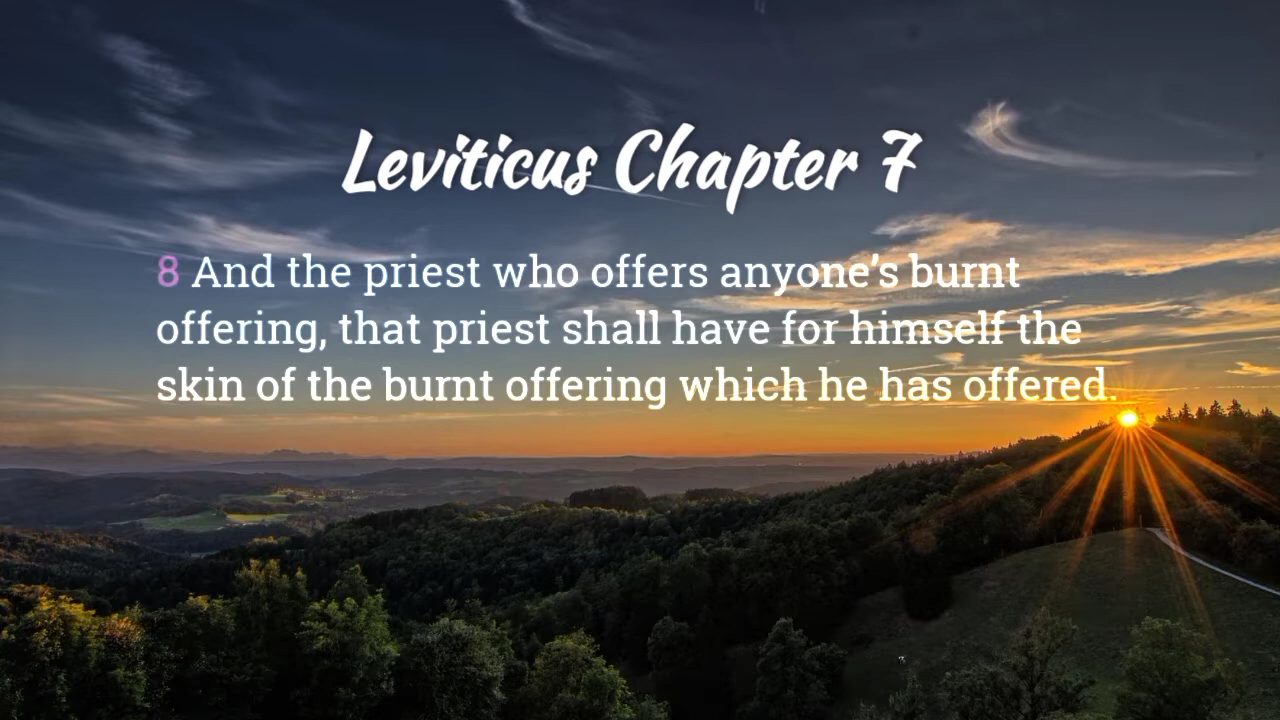 Leviticus Chapter 7
8 And the priest who offers anyone’s burnt
offering, that priest shall have for himself the
skin of the burnt offering which he has offered.